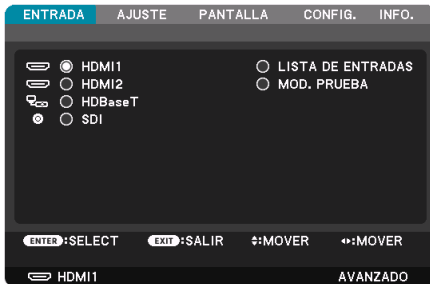 ENTRADA AJUSTE PANTALLA CONFIG. INFO.
HDMI1 LISTA DE ENTRADAS
HDMI2 MOD. PRUEBA
HDBaseT
SDI
ENTER:SELECT EXIT:SALIR :MOVER :MOVER
HDMI1 AVANZADO